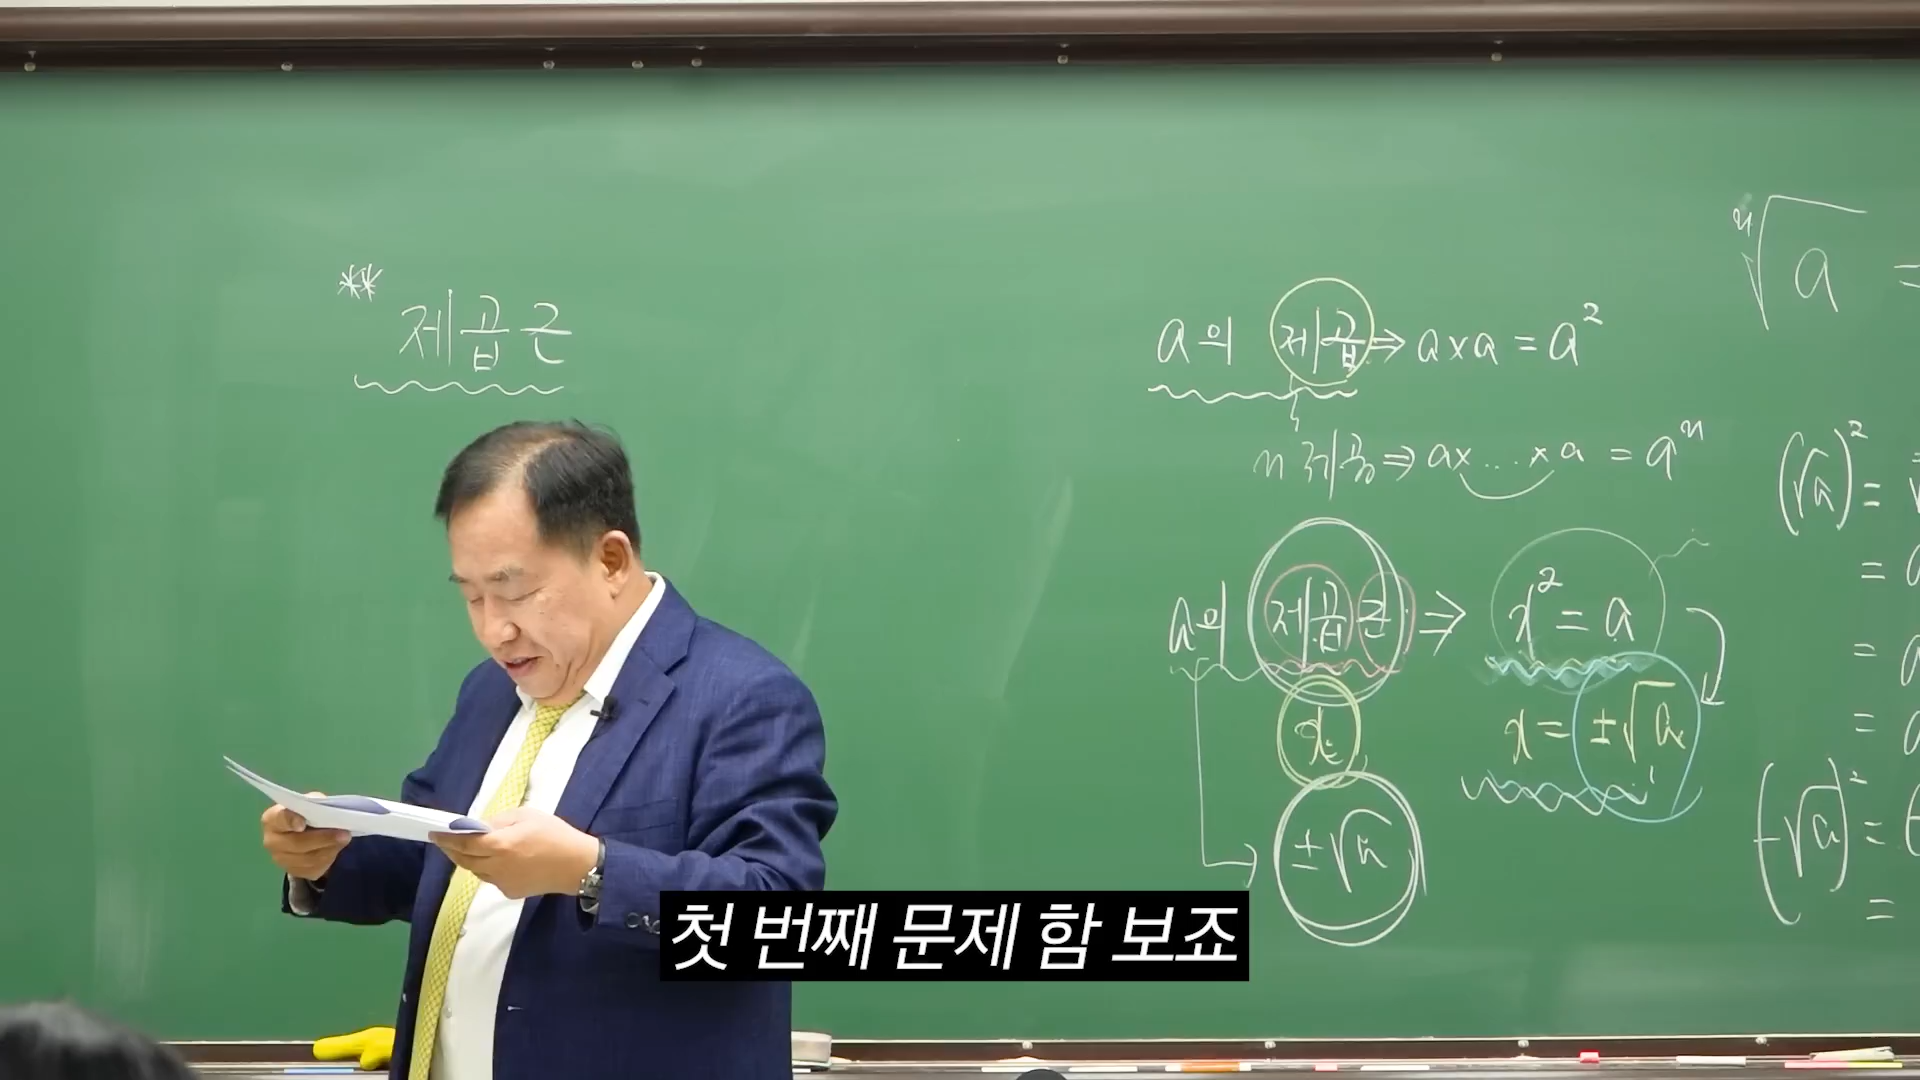 ** 제곱근
a의 제곱 ⇒ a×a = a²
n제곱 ⇒ a×...×a = aⁿ
a의 제곱근 ⇒ x² = a
x
x = ±√a
±√a
ⁿ√a =
(√a)² = √
= a
= a
= a
(-√a)² = (
=
첫 번째 문제 함 보죠